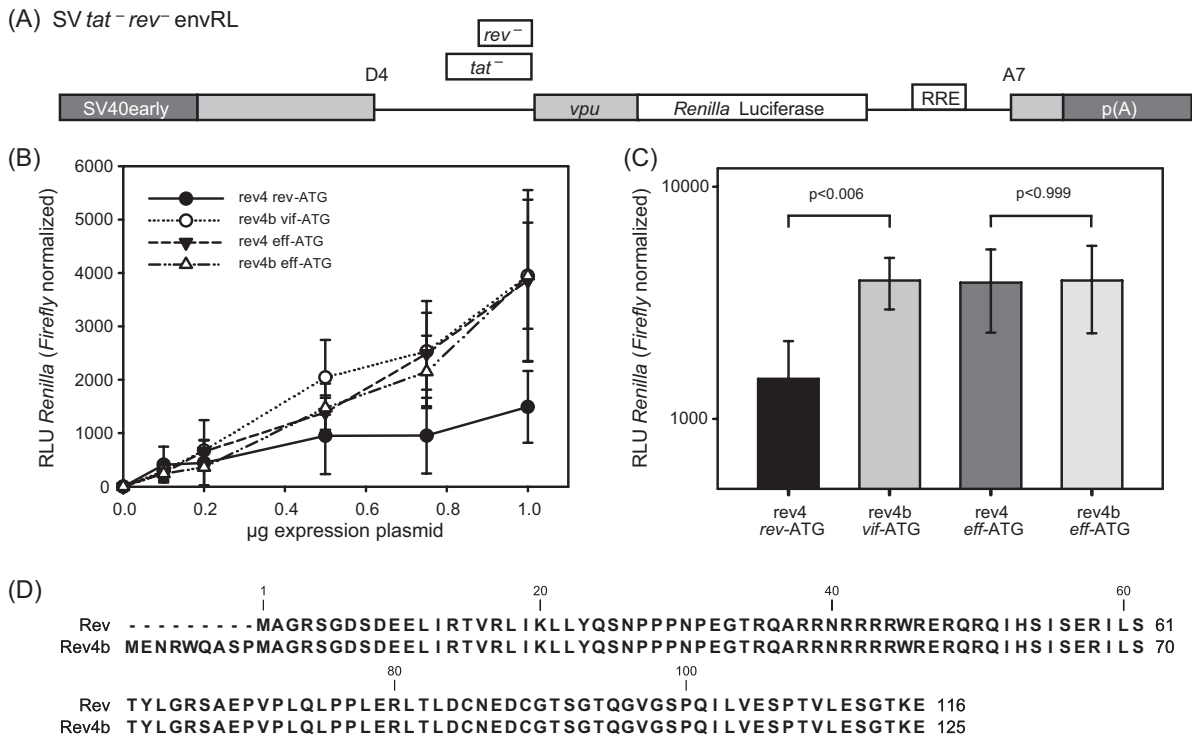 (A) SV tat⁻ rev⁻ envRL
rev⁻
tat⁻
D4
A7
SV40early
vpu
Renilla Luciferase
RRE
p(A)
(B)
RLU Renilla (Firefly normalized)
6000
5000
4000
3000
2000
1000
0
rev4 rev-ATG
rev4b vif-ATG
rev4 eff-ATG
rev4b eff-ATG
0.0 0.2 0.4 0.6 0.8 1.0
µg expression plasmid
(C)
RLU Renilla (Firefly normalized)
10000
1000
p<0.006
p<0.999
rev4 rev4b rev4 rev4b
rev-ATG vif-ATG eff-ATG eff-ATG
(D)
1 20 40 60
Rev - - - - - - - - - MAGRSGDSDEELIRTVRLIKLLYQSNPPPNPEGTRQARRNRRRRWRERQRQIHSISERILS 61
Rev4b MENRWQASPMAGRSGDSDEELIRTVRLIKLLYQSNPPPNPEGTRQARRNRRRRWRERQRQIHSISERILS 70
80 100
Rev TYLGRSAEPVPLQLPPLERLTLDCNEDCGTSGTQGVGSPQILVESPTVLESGTKE 116
Rev4b TYLGRSAEPVPLQLPPLERLTLDCNEDCGTSGTQGVGSPQILVESPTVLESGTKE 125